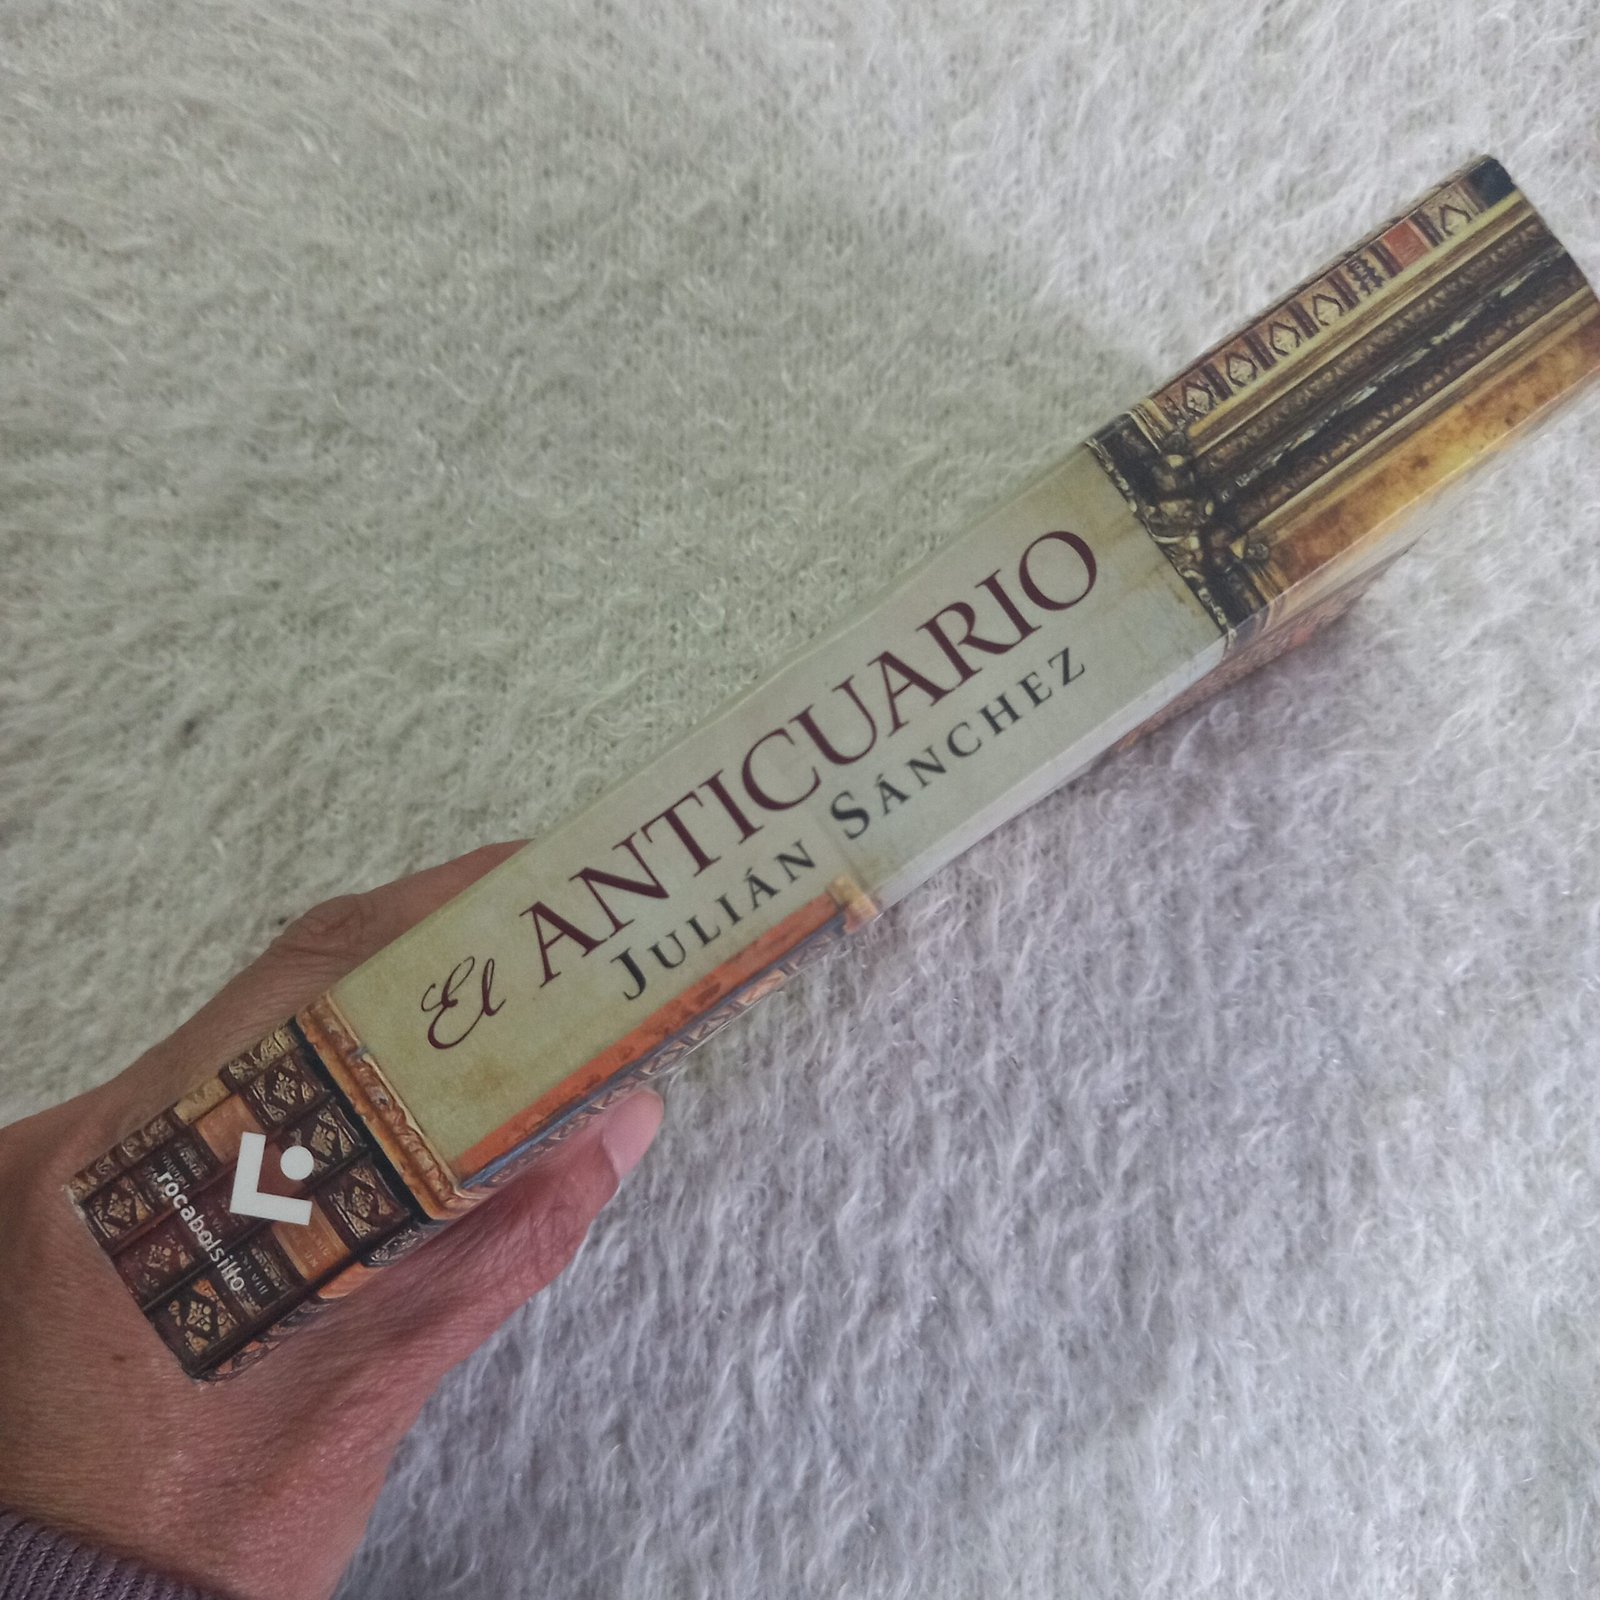 El ANTICUARIO
JULIÁN SÁNCHEZ
rocabolsillo